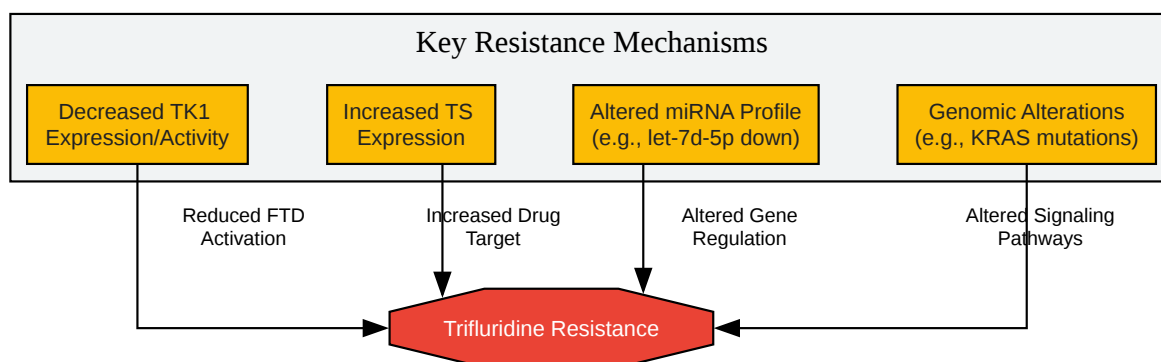 Key Resistance Mechanisms
Decreased TK1
Expression/Activity
Increased TS
Expression
Altered miRNA Profile
(e.g., let-7d-5p down)
Genomic Alterations
(e.g., KRAS mutations)
Reduced FTD
Activation
Increased Drug
Target
Altered Gene
Regulation
Altered Signaling
Pathways
Trifluridine Resistance